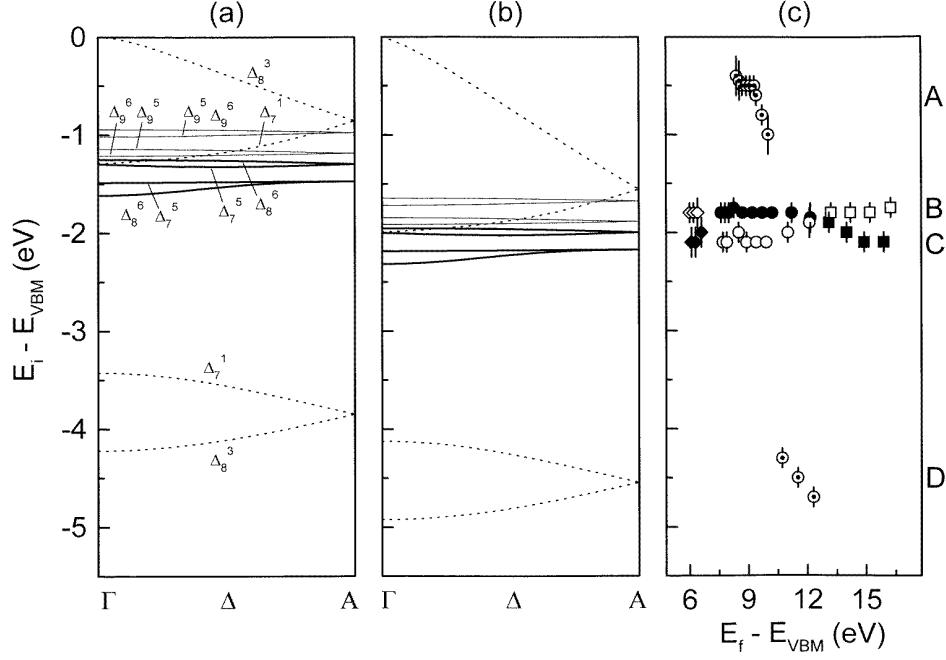 (a) (b) (c)
0
-1
-2
-3
-4
-5
E_i - E_VBM (eV)
Δ_8^3
Δ_9^6 Δ_9^5 Δ_9^5 Δ_9^6 Δ_7^1
Δ_8^6 Δ_7^5 Δ_7^5 Δ_8^6
Δ_7^1
Δ_8^3
A
B
C
D
Γ Δ A
Γ Δ A
6 9 12 15
E_f - E_VBM (eV)